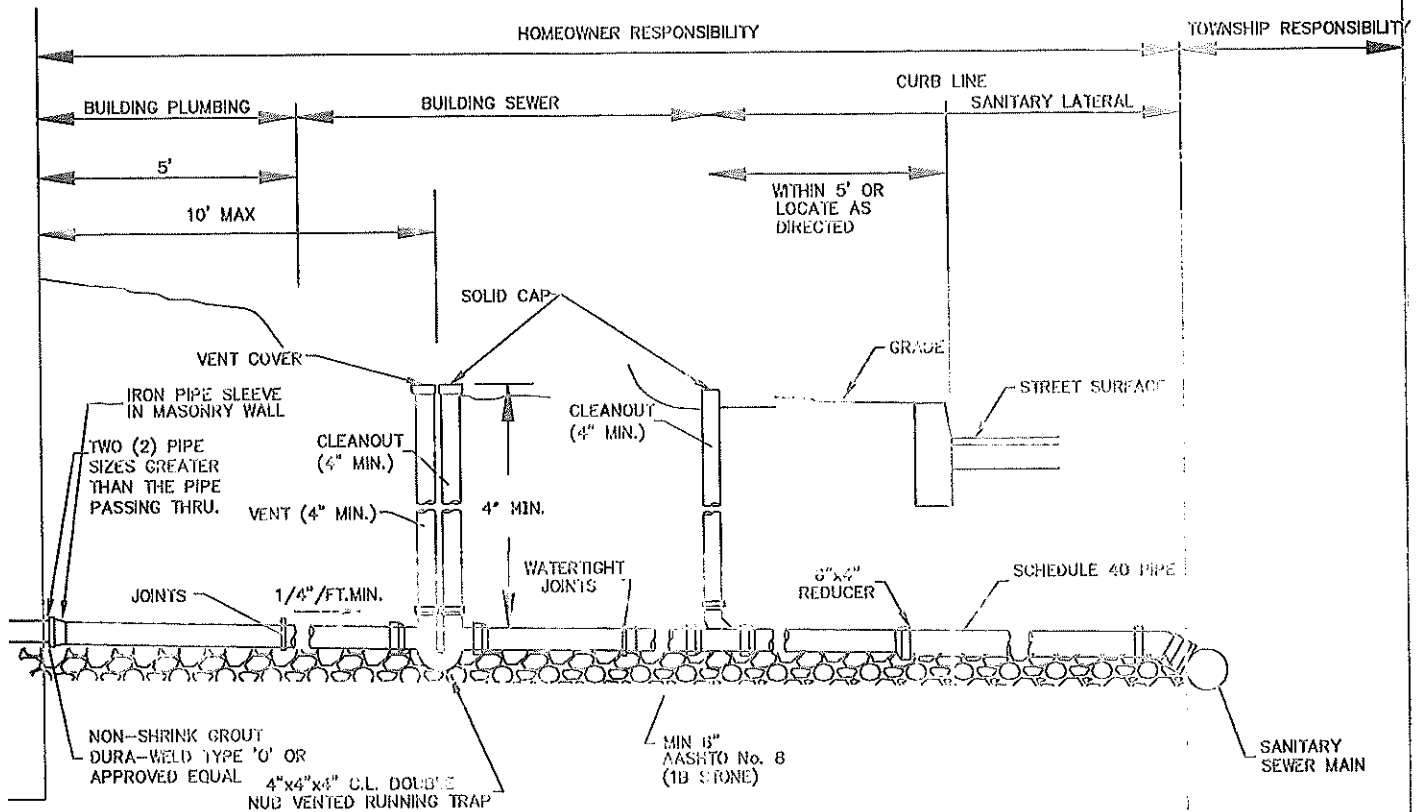 HOMEOWNER RESPONSIBILITY
TOWNSHIP RESPONSIBILITY
CURB LINE
BUILDING PLUMBING
BUILDING SEWER
SANITARY LATERAL
5'
WITHIN 5' OR
LOCATE AS
DIRECTED
10' MAX
SOLID CAP
VENT COVER
GRADE
STREET SURFACE
IRON PIPE SLEEVE
IN MASONRY WALL
TWO (2) PIPE
SIZES GREATER
THAN THE PIPE
PASSING THRU.
CLEANOUT
(4" MIN.)
CLEANOUT
(4" MIN.)
VENT (4" MIN.)
MIN.
WATERTIGHT
JOINTS
REDUCER
SCHEDULE 40 PIPE
JOINTS
1/4"/FT.MIN.
NON-SHRINK GROUT
DURA-WELD TYPE 'O' OR
APPROVED EQUAL
4"x4"x4" DOUBLE
NUB VENTED RUNNING TRAP
MIN
AASHTO No. 8
(1B STONE)
SANITARY
SEWER MAIN